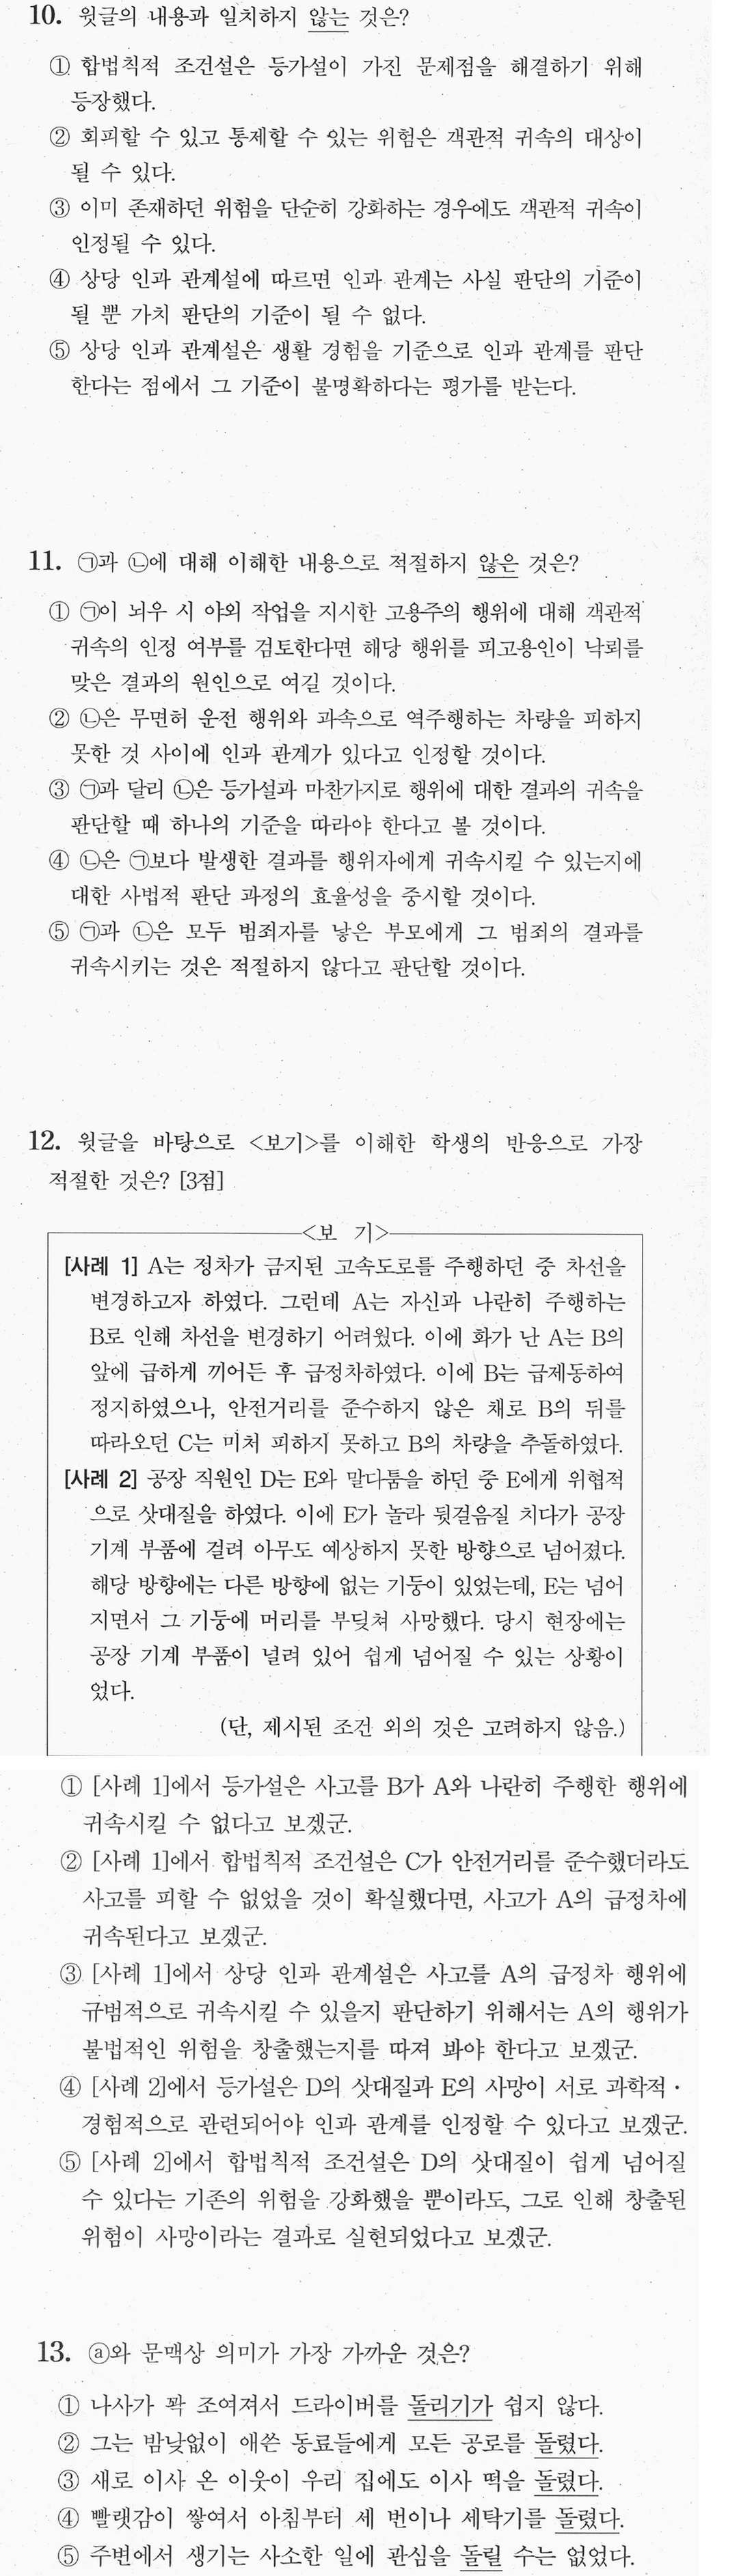 10. 윗글의 내용과 일치하지 않는 것은?
① 합법칙적 조건설은 등가설이 가진 문제점을 해결하기 위해
등장했다.
② 회피할 수 있고 통제할 수 있는 위험은 객관적 귀속의 대상이
될 수 있다.
③ 이미 존재하던 위험을 단순히 강화하는 경우에도 객관적 귀속이
인정될 수 있다.
④ 상당 인과 관계설에 따르면 인과 관계는 사실 판단의 기준이
될 뿐 가치 판단의 기준이 될 수 없다.
⑤ 상당 인과 관계설은 생활 경험을 기준으로 인과 관계를 판단
한다는 점에서 그 기준이 불명확하다는 평가를 받는다.
11. ㉠과 ㉡에 대해 이해한 내용으로 적절하지 않은 것은?
① ㉠이 뇌우 시 야외 작업을 지시한 고용주의 행위에 대해 객관적
귀속의 인정 여부를 검토한다면 해당 행위를 피고용인이 낙뢰를
맞은 결과의 원인으로 여길 것이다.
② ㉡은 무면허 운전 행위와 과속으로 역주행하는 차량을 피하지
못한 것 사이에 인과 관계가 있다고 인정할 것이다.
③ ㉠과 달리 ㉡은 등가설과 마찬가지로 행위에 대한 결과의 귀속을
판단할 때 하나의 기준을 따라야 한다고 볼 것이다.
④ ㉡은 ㉠보다 발생한 결과를 행위자에게 귀속시킬 수 있는지에
대한 사법적 판단 과정의 효율성을 중시할 것이다.
⑤ ㉠과 ㉡은 모두 범죄자를 낳은 부모에게 그 범죄의 결과를
귀속시키는 것은 적절하지 않다고 판단할 것이다.
12. 윗글을 바탕으로 <보기>를 이해한 학생의 반응으로 가장
적절한 것은? [3점]
<보 기>
[사례 1] A는 정차가 금지된 고속도로를 주행하던 중 차선을
변경하고자 하였다. 그런데 A는 자신과 나란히 주행하는
B로 인해 차선을 변경하기 어려웠다. 이에 화가 난 A는 B의
앞에 급하게 끼어든 후 급정차하였다. 이에 B는 급제동하여
정지하였으나, 안전거리를 준수하지 않은 채로 B의 뒤를
따라오던 C는 미처 피하지 못하고 B의 차량을 추돌하였다.
[사례 2] 공장 직원인 D는 E와 말다툼을 하던 중 E에게 위협적
으로 삿대질을 하였다. 이에 E가 놀라 뒷걸음질 치다가 공장
기계 부품에 걸려 아무도 예상하지 못한 방향으로 넘어졌다.
해당 방향에는 다른 방향에 없는 기둥이 있었는데, E는 넘어
지면서 그 기둥에 머리를 부딪쳐 사망했다. 당시 현장에는
공장 기계 부품이 널려 있어 쉽게 넘어질 수 있는 상황이
었다.
(단, 제시된 조건 외의 것은 고려하지 않음.)
① [사례 1]에서 등가설은 사고를 B가 A와 나란히 주행한 행위에
귀속시킬 수 없다고 보겠군.
② [사례 1]에서 합법칙적 조건설은 C가 안전거리를 준수했더라도
사고를 피할 수 없었을 것이 확실했다면, 사고가 A의 급정차에
귀속된다고 보겠군.
③ [사례 1]에서 상당 인과 관계설은 사고를 A의 급정차 행위에
규범적으로 귀속시킬 수 있을지 판단하기 위해서는 A의 행위가
불법적인 위험을 창출했는지를 따져 봐야 한다고 보겠군.
④ [사례 2]에서 등가설은 D의 삿대질과 E의 사망이 서로 과학적·
경험적으로 관련되어야 인과 관계를 인정할 수 있다고 보겠군.
⑤ [사례 2]에서 합법칙적 조건설은 D의 삿대질이 쉽게 넘어질
수 있다는 기존의 위험을 강화했을 뿐이라도, 그로 인해 창출된
위험이 사망이라는 결과로 실현되었다고 보겠군.
13. ⓐ와 문맥상 의미가 가장 가까운 것은?
① 나사가 꽉 조여져서 드라이버를 돌리기가 쉽지 않다.
② 그는 밤낮없이 애쓴 동료들에게 모든 공로를 돌렸다.
③ 새로 이사 온 이웃이 우리 집에도 이사 떡을 돌렸다.
④ 빨랫감이 쌓여서 아침부터 세 번이나 세탁기를 돌렸다.
⑤ 주변에서 생기는 사소한 일에 관심을 돌릴 수는 없었다.